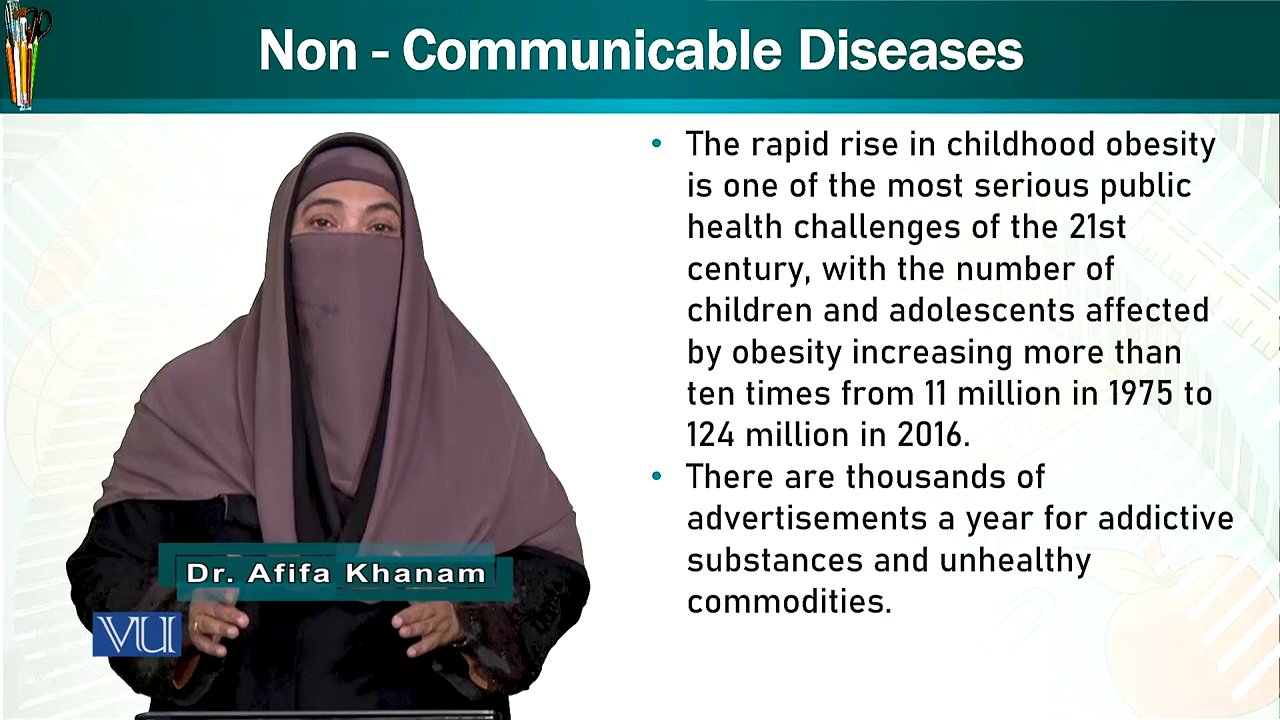 Non - Communicable Diseases
• The rapid rise in childhood obesity
is one of the most serious public
health challenges of the 21st
century, with the number of
children and adolescents affected
by obesity increasing more than
ten times from 11 million in 1975 to
124 million in 2016.
• There are thousands of
advertisements a year for addictive
substances and unhealthy
commodities.
Dr. Afifa Khanam
VU